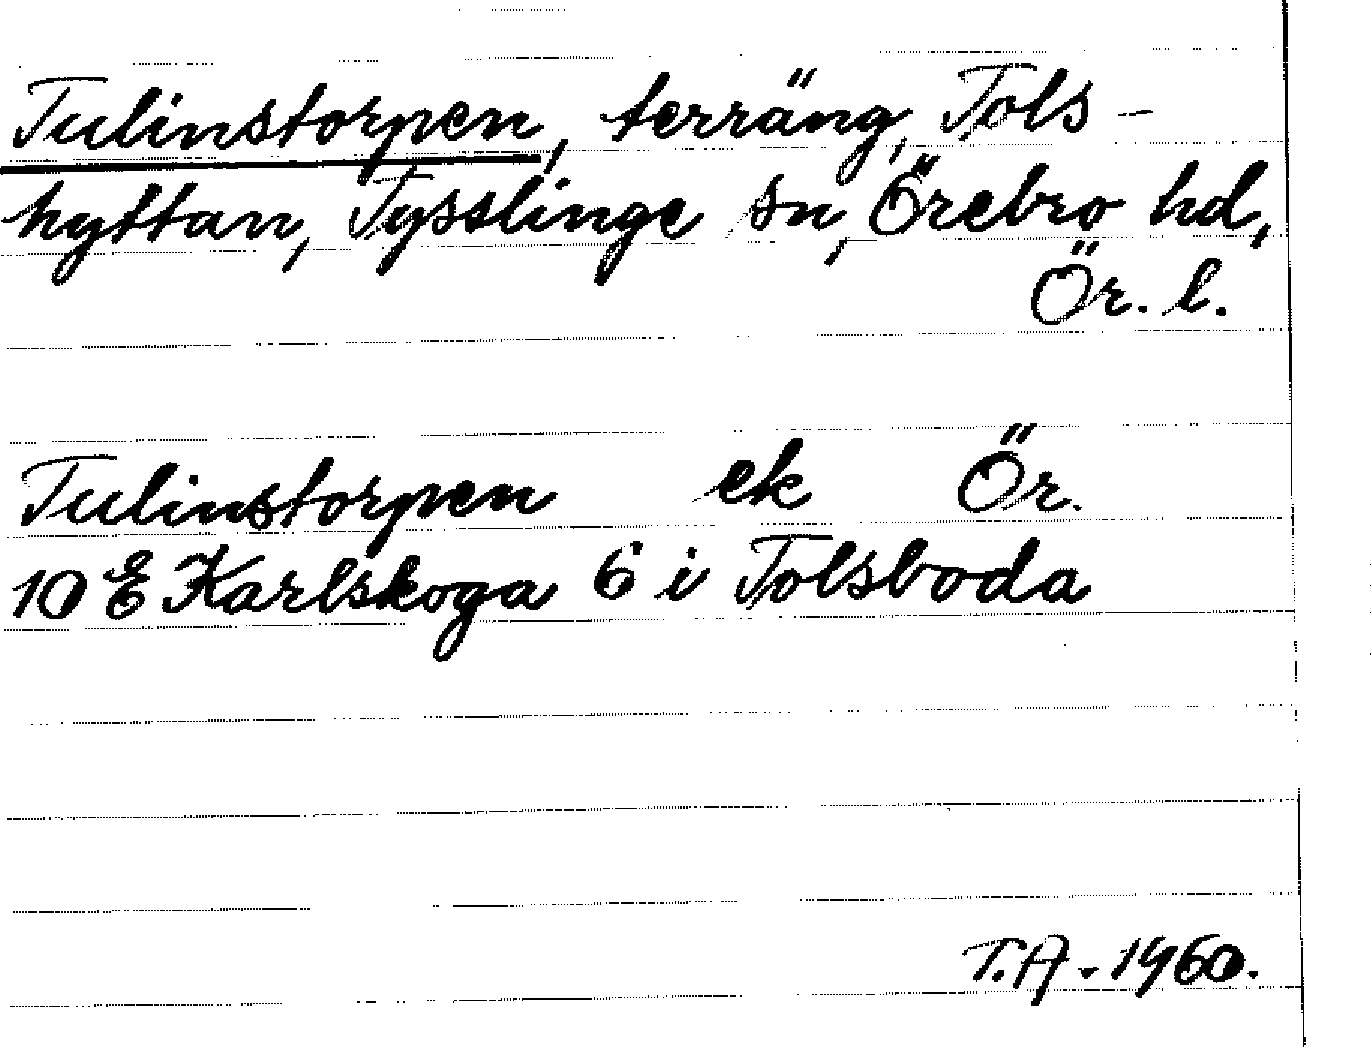 Tulinstorpen, terräng, Tols-
hyttan, Tysslinge sn, Örebro hd,
Ör. l.
Tulinstorpen ek Ör.
10 E Karlskoga 6 i Tolsboda
T.A. 1960.